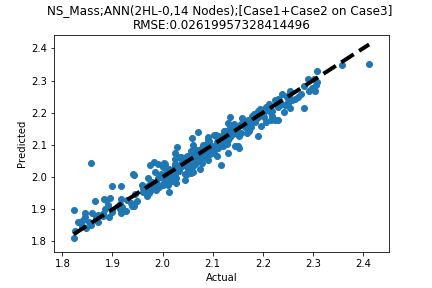 NS_Mass;ANN(2HL-0,14 Nodes);[Case1+Case2 on Case3]
RMSE:0.02619957328414496
2.4
2.3
2.2
2.1
2.0
1.9
1.8
Predicted
1.8 1.9 2.0 2.1 2.2 2.3 2.4
Actual